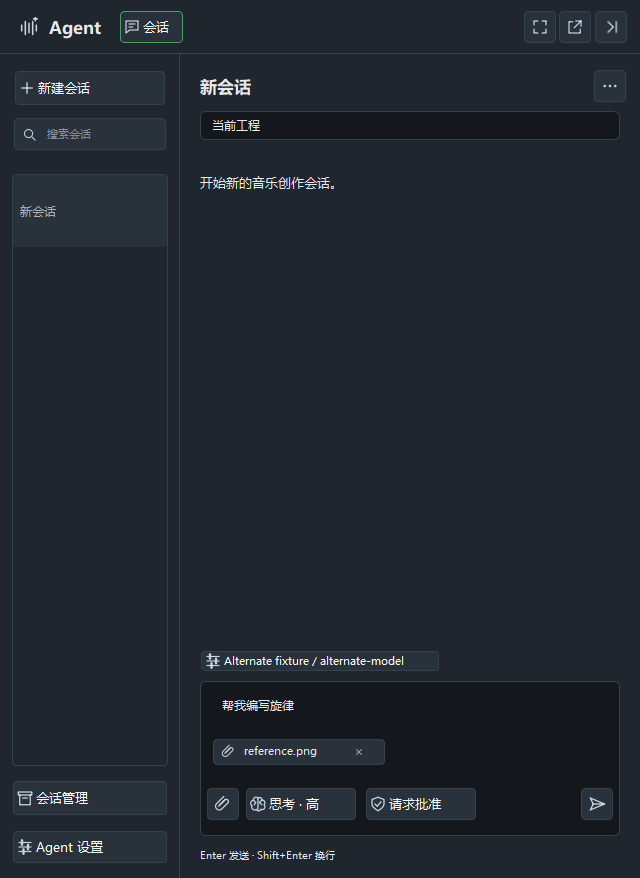 Agent
会话
新建会话
搜索会话
新会话
会话管理
Agent 设置
新会话
当前工程
开始新的音乐创作会话。
Alternate fixture / alternate-model
帮我编写旋律
reference.png ×
思考 · 高
请求批准
Enter 发送 · Shift+Enter 换行